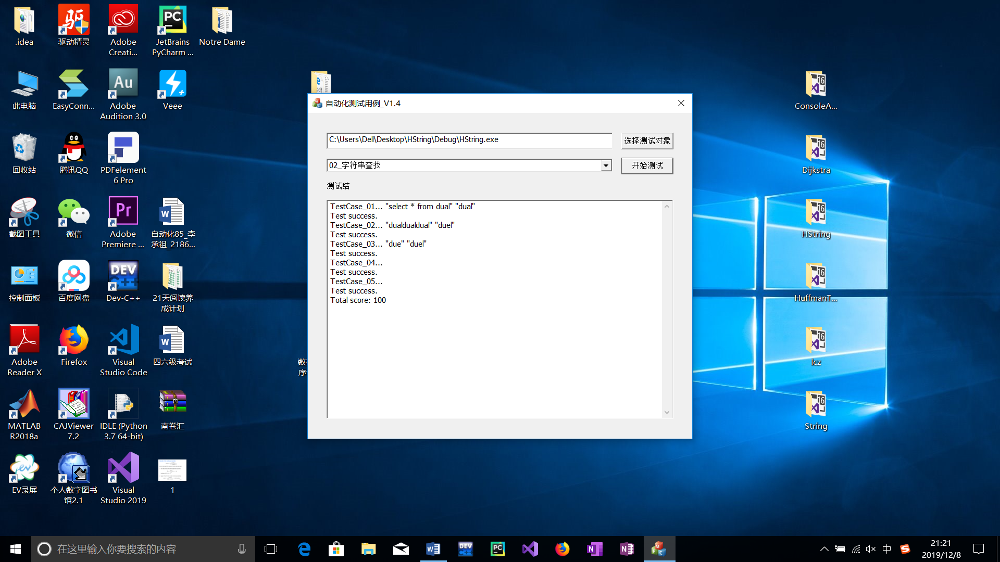 .idea
驱动精灵
Adobe
Creati...
JetBrains
PyCharm ...
Notre Dame
此电脑
EasyConn...
Adobe
Audition 3.0
Veee
回收站
腾讯QQ
PDFelement
6 Pro
截图工具
微信
Adobe
Premiere ...
自动化85_李
承祖_2186...
控制面板
百度网盘
Dev-C++
21天阅读养
成计划
Adobe
Reader X
Firefox
Visual
Studio Code
四六级考试
MATLAB
R2018a
CAJViewer
7.2
IDLE (Python
3.7 64-bit)
南卷汇
EV录屏
个人数字图书
馆2.1
Visual
Studio 2019
1
自动化测试用例_V1.4
C:\Users\Dell\Desktop\HString\Debug\HString.exe
选择测试对象
02_字符串查找
开始测试
测试结
TestCase_01... "select * from dual" "dual"
Test success.
TestCase_02... "dualdualdual" "duel"
Test success.
TestCase_03... "due" "duel"
Test success.
TestCase_04...
Test success.
TestCase_05...
Test success.
Total score: 100
ConsoleA...
Dijkstra
HString
HuffmanT...
lcz
String
在这里输入你要搜索的内容
中
21:21
2019/12/8